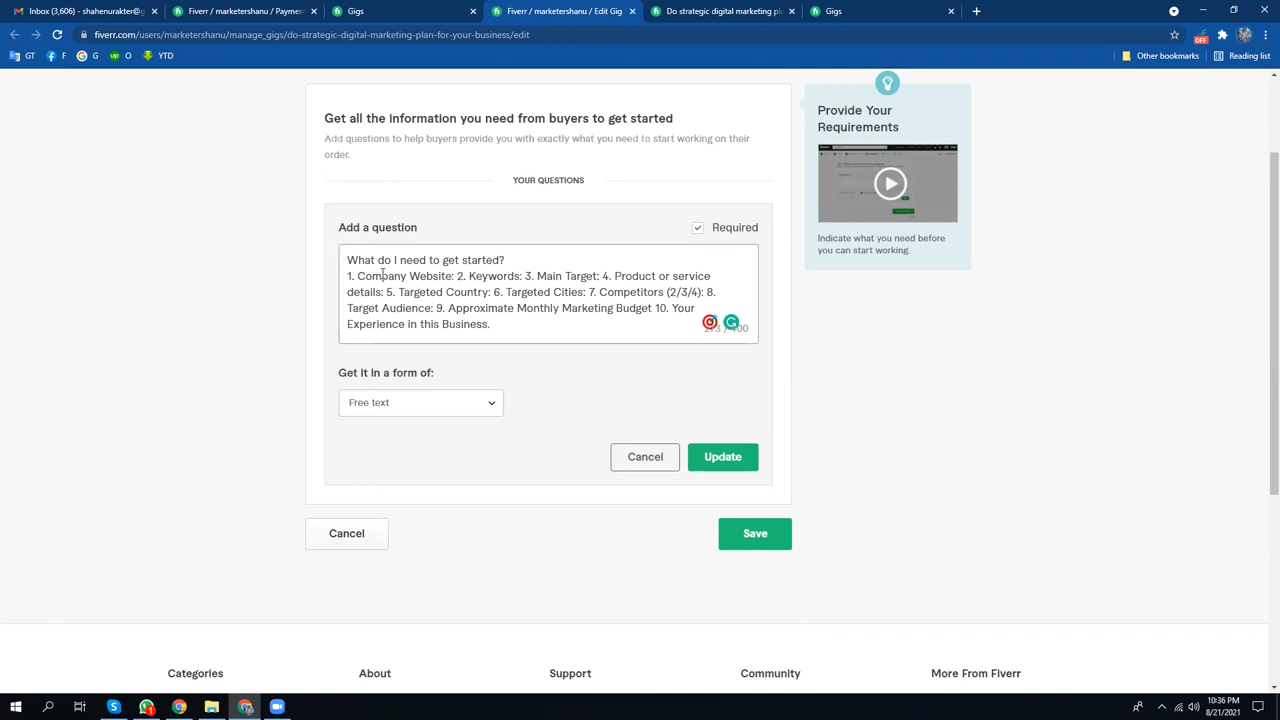 Inbox (3,606) - shahenurakter@g
Fiverr / marketershanu / Paymen
Gigs
Fiverr / marketershanu / Edit Gig
Do strategic digital marketing pl
Gigs
fiverr.com/users/marketershanu/manage_gigs/do-strategic-digital-marketing-plan-for-your-business/edit
OFF
GT
F
G
O
YTD
Other bookmarks
Reading list
Get all the information you need from buyers to get started
Add questions to help buyers provide you with exactly what you need to start working on their
order.
YOUR QUESTIONS
Add a question
Required
What do I need to get started?
1. Company Website: 2. Keywords: 3. Main Target: 4. Product or service
details: 5. Targeted Country: 6. Targeted Cities: 7. Competitors (2/3/4): 8.
Target Audience: 9. Approximate Monthly Marketing Budget 10. Your
Experience in this Business.
Get it in a form of:
Free text
Cancel
Update
Cancel
Save
Provide Your
Requirements
Indicate what you need before
you can start working.
Categories
About
Support
Community
More From Fiverr
10:36 PM
8/21/2021